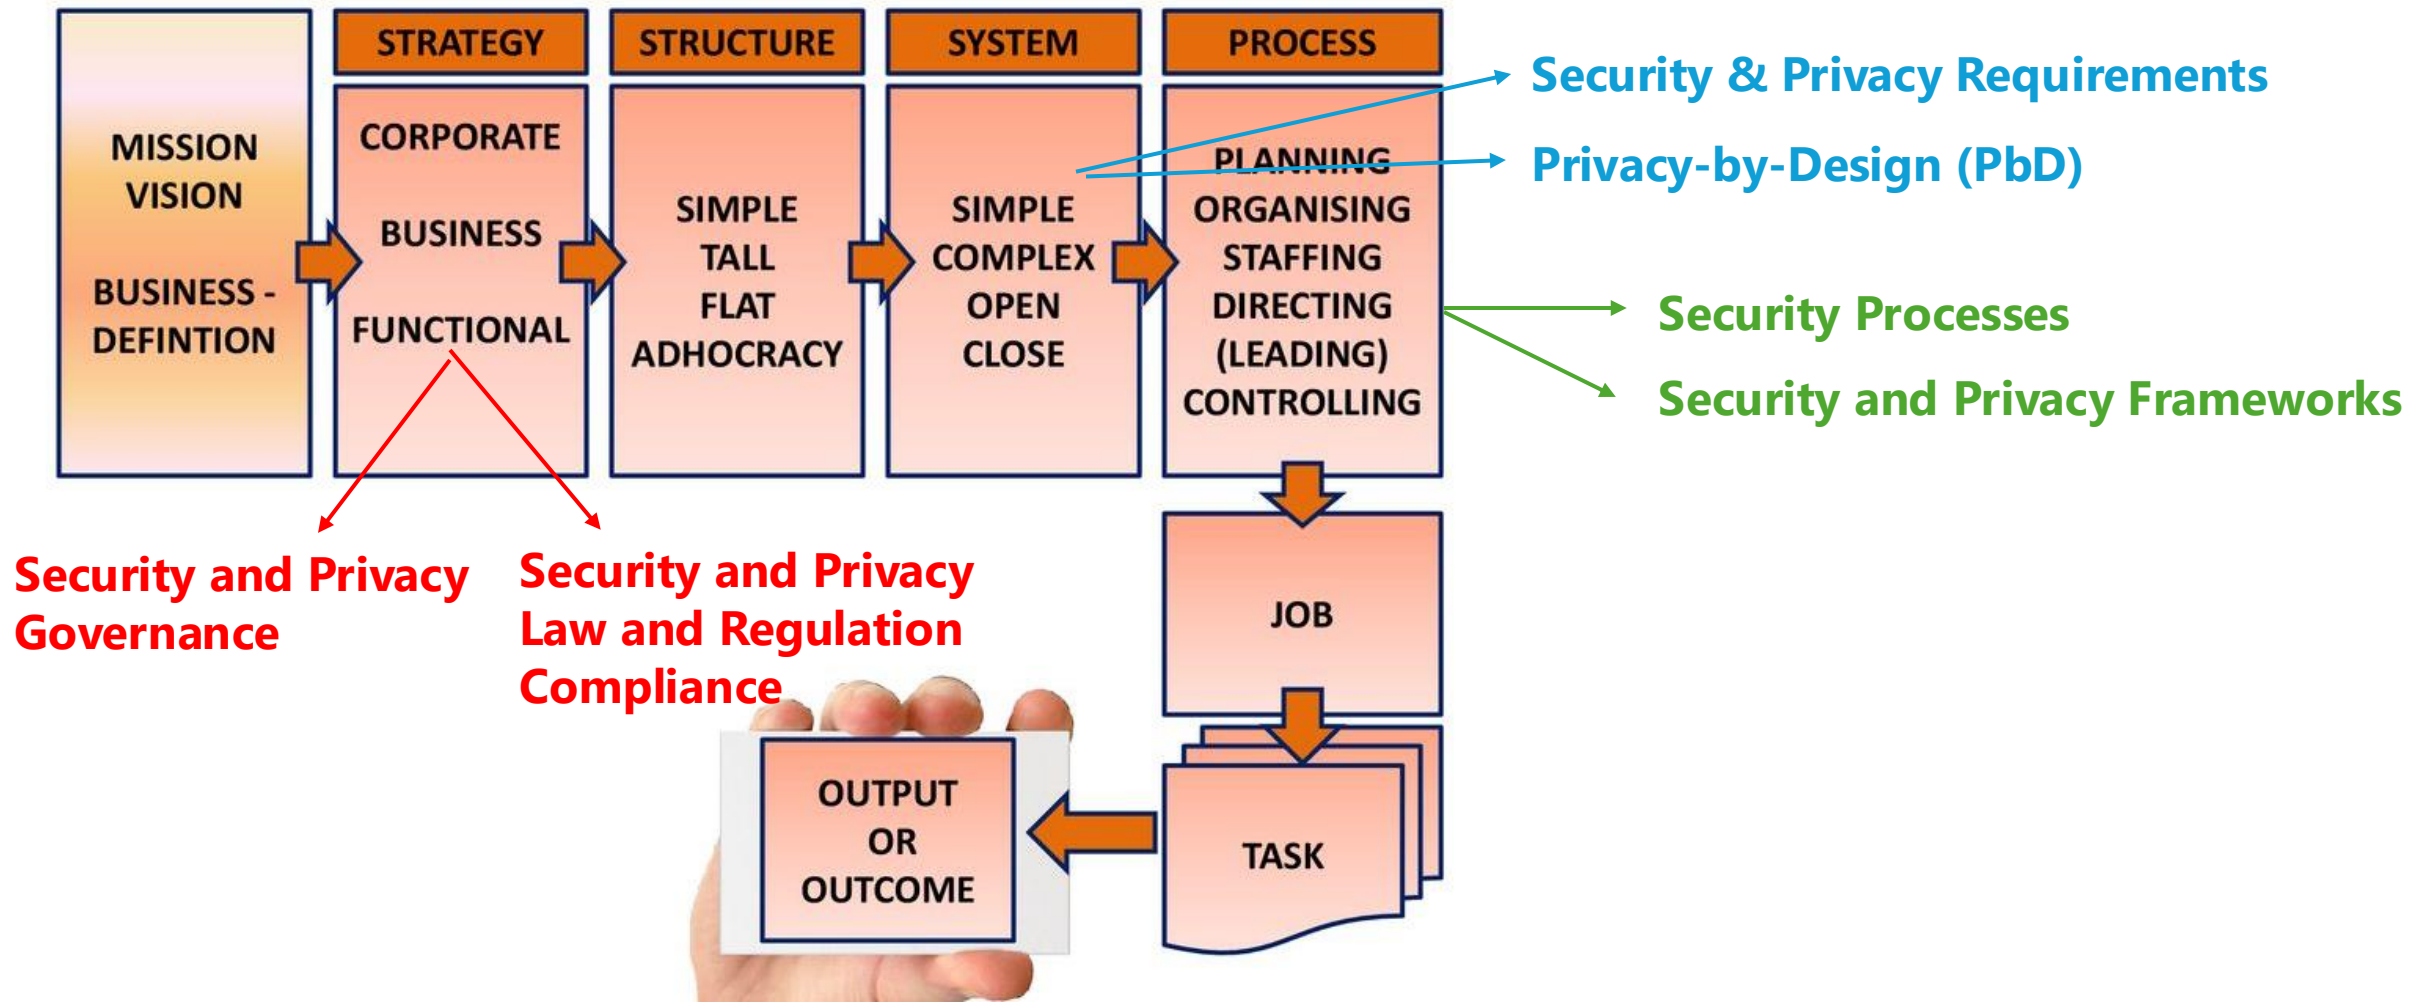 MISSION
VISION
BUSINESS -
DEFINTION
STRATEGY
CORPORATE
BUSINESS
FUNCTIONAL
STRUCTURE
SIMPLE
TALL
FLAT
ADHOCRACY
SYSTEM
SIMPLE
COMPLEX
OPEN
CLOSE
PROCESS
PLANNING
ORGANISING
STAFFING
DIRECTING
(LEADING)
CONTROLLING
Security & Privacy Requirements
Privacy-by-Design (PbD)
Security Processes
Security and Privacy Frameworks
Security and Privacy
Governance
Security and Privacy
Law and Regulation
Compliance
JOB
TASK
OUTPUT
OR
OUTCOME